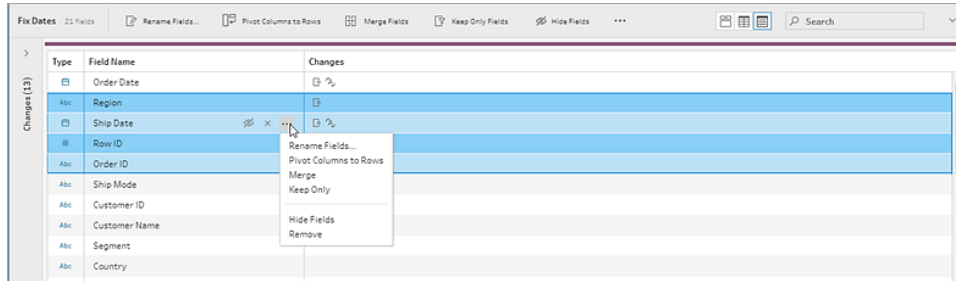 Fix Dates 21 fields Rename Fields... Pivot Columns to Rows Merge Fields Keep Only Fields Hide Fields ... Search
Changes (13)
Type Field Name Changes
Order Date
Abc Region
Ship Date
Row ID
Abc Order ID
Abc Ship Mode
Abc Customer ID
Abc Customer Name
Abc Segment
Abc Country
Rename Fields...
Pivot Columns to Rows
Merge
Keep Only
Hide Fields
Remove